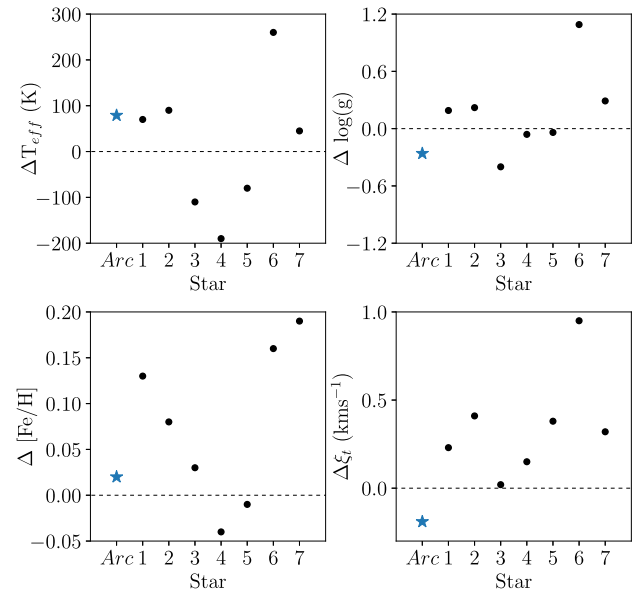 300
200
100
0
−100
−200
ΔT_eff (K)
Arc 1 2 3 4 5 6 7
Star
1.2
0.6
0.0
−0.6
−1.2
Δ log(g)
Arc 1 2 3 4 5 6 7
Star
0.20
0.15
0.10
0.05
0.00
−0.05
Δ [Fe/H]
Arc 1 2 3 4 5 6 7
Star
1.0
0.5
0.0
Δξ_t (kms⁻¹)
Arc 1 2 3 4 5 6 7
Star